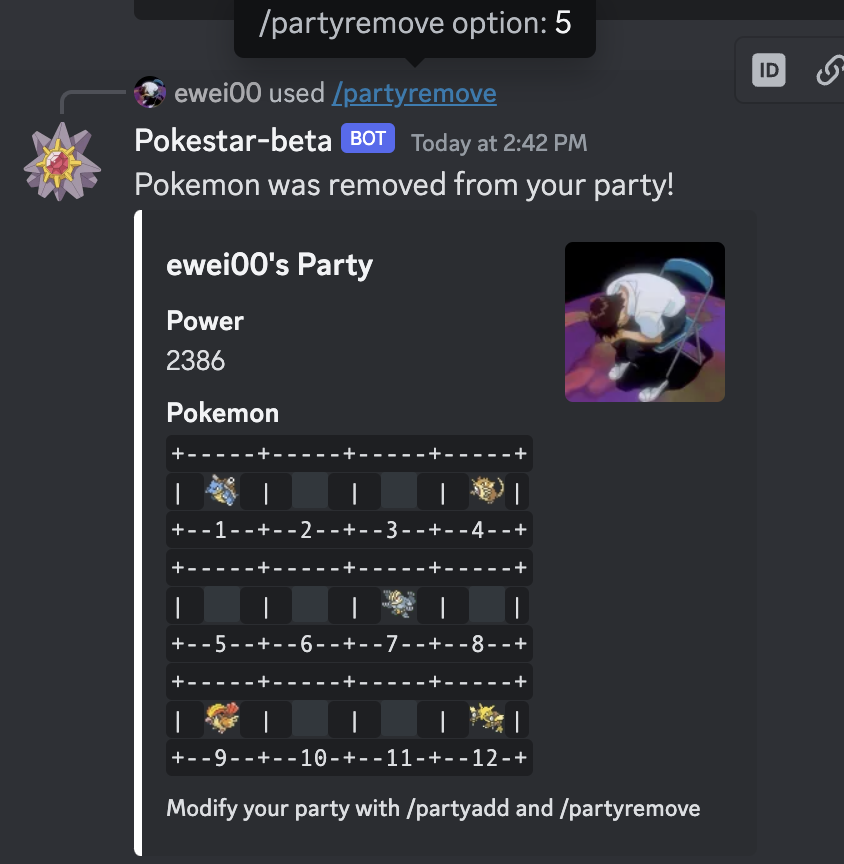 /partyremove option: 5
ID
ewei00 used /partyremove
Pokestar-beta BOT Today at 2:42 PM
Pokemon was removed from your party!
ewei00's Party
Power
2386
Pokemon
+-----+-----+-----+-----+
| | | | |
+--1--+--2--+--3--+--4--+
+-----+-----+-----+-----+
| | | | |
+--5--+--6--+--7--+--8--+
+-----+-----+-----+-----+
| | | | |
+--9--+--10-+--11-+--12-+
Modify your party with /partyadd and /partyremove